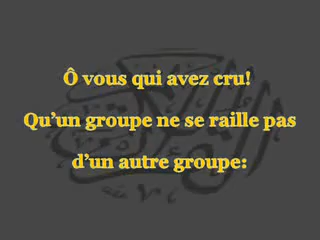 Ô vous qui avez cru!
Qu'un groupe ne se raille pas
d'un autre groupe: